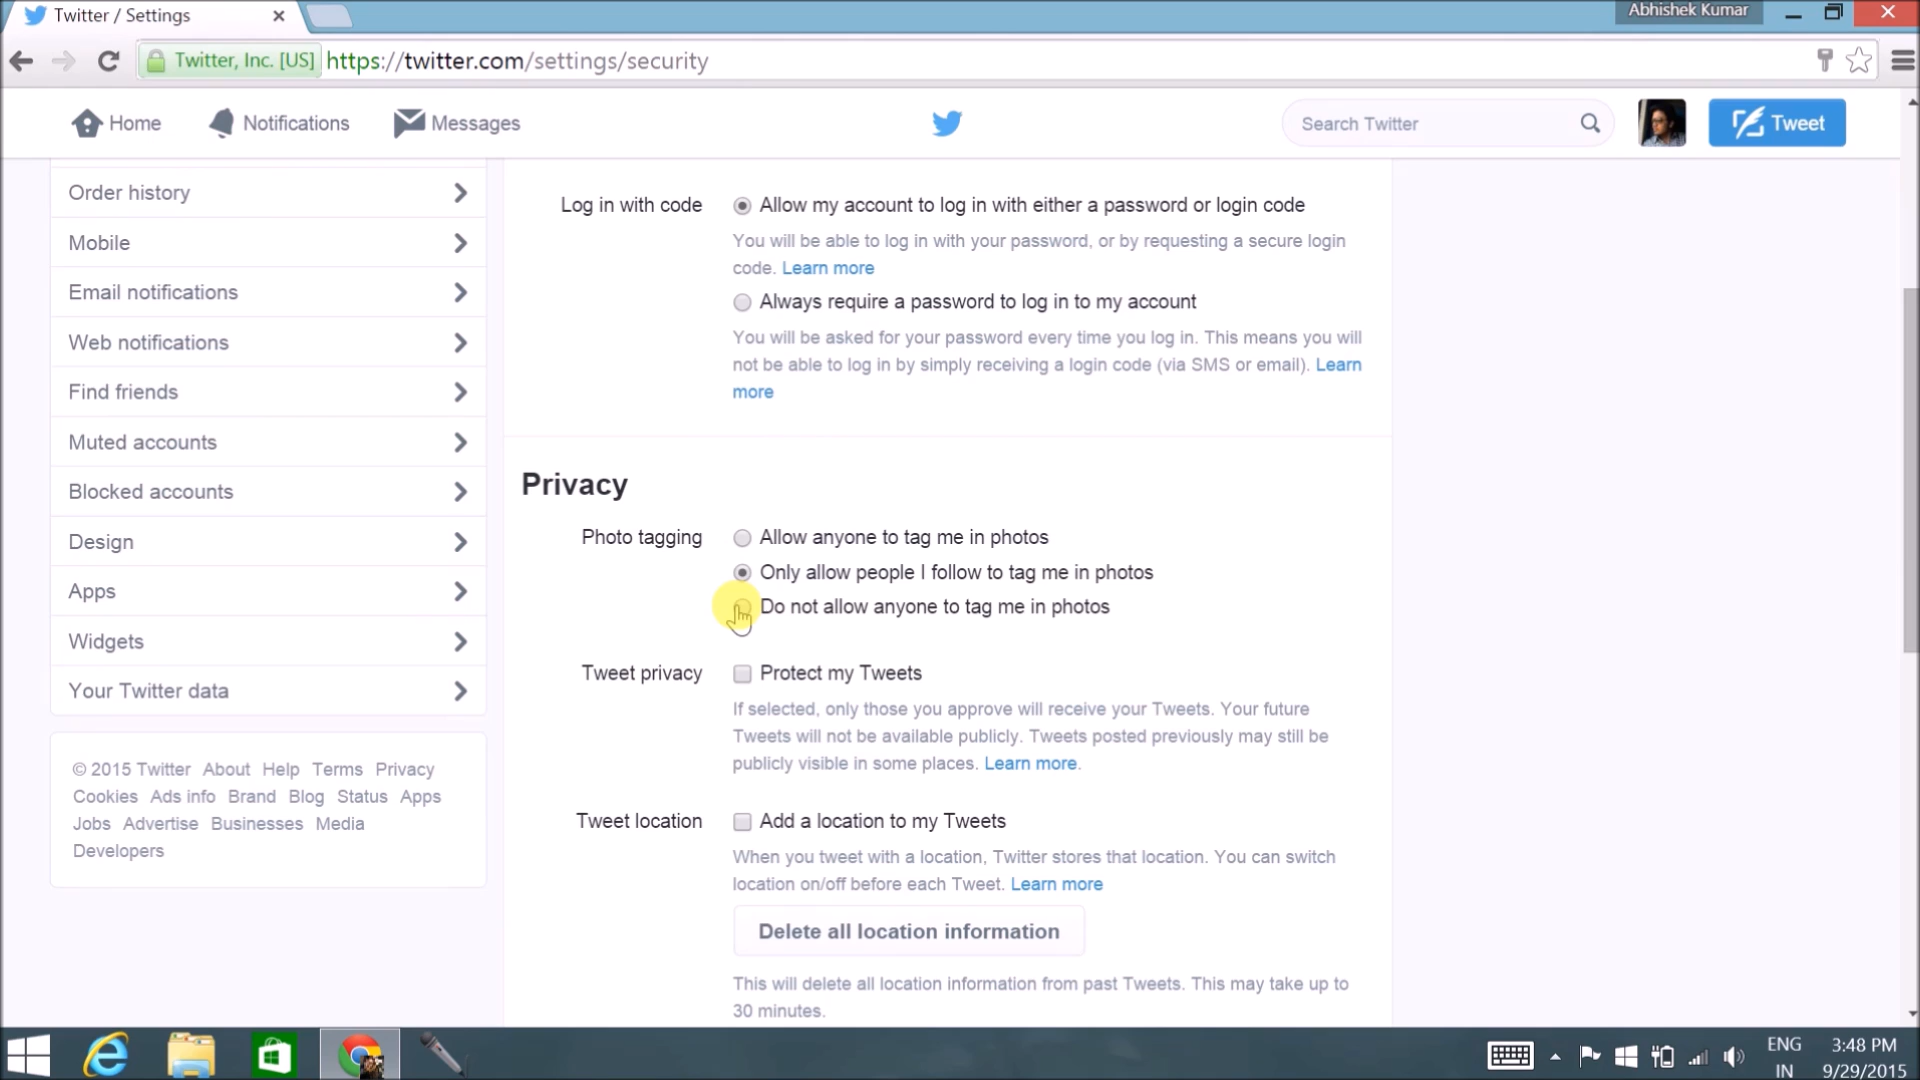 Twitter / Settings
Abhishek Kumar
Twitter, Inc. [US] https://twitter.com/settings/security
Home
Notifications
Messages
Search Twitter
Tweet
Order history
Mobile
Email notifications
Web notifications
Find friends
Muted accounts
Blocked accounts
Design
Apps
Widgets
Your Twitter data
© 2015 Twitter About Help Terms Privacy
Cookies Ads info Brand Blog Status Apps
Jobs Advertise Businesses Media
Developers
Log in with code
Allow my account to log in with either a password or login code
You will be able to log in with your password, or by requesting a secure login
code. Learn more
Always require a password to log in to my account
You will be asked for your password every time you log in. This means you will
not be able to log in by simply receiving a login code (via SMS or email). Learn
more
Privacy
Photo tagging
Allow anyone to tag me in photos
Only allow people I follow to tag me in photos
Do not allow anyone to tag me in photos
Tweet privacy
Protect my Tweets
If selected, only those you approve will receive your Tweets. Your future
Tweets will not be available publicly. Tweets posted previously may still be
publicly visible in some places. Learn more.
Tweet location
Add a location to my Tweets
When you tweet with a location, Twitter stores that location. You can switch
location on/off before each Tweet. Learn more
Delete all location information
This will delete all location information from past Tweets. This may take up to
30 minutes.
ENG
IN
3:48 PM
9/29/2015